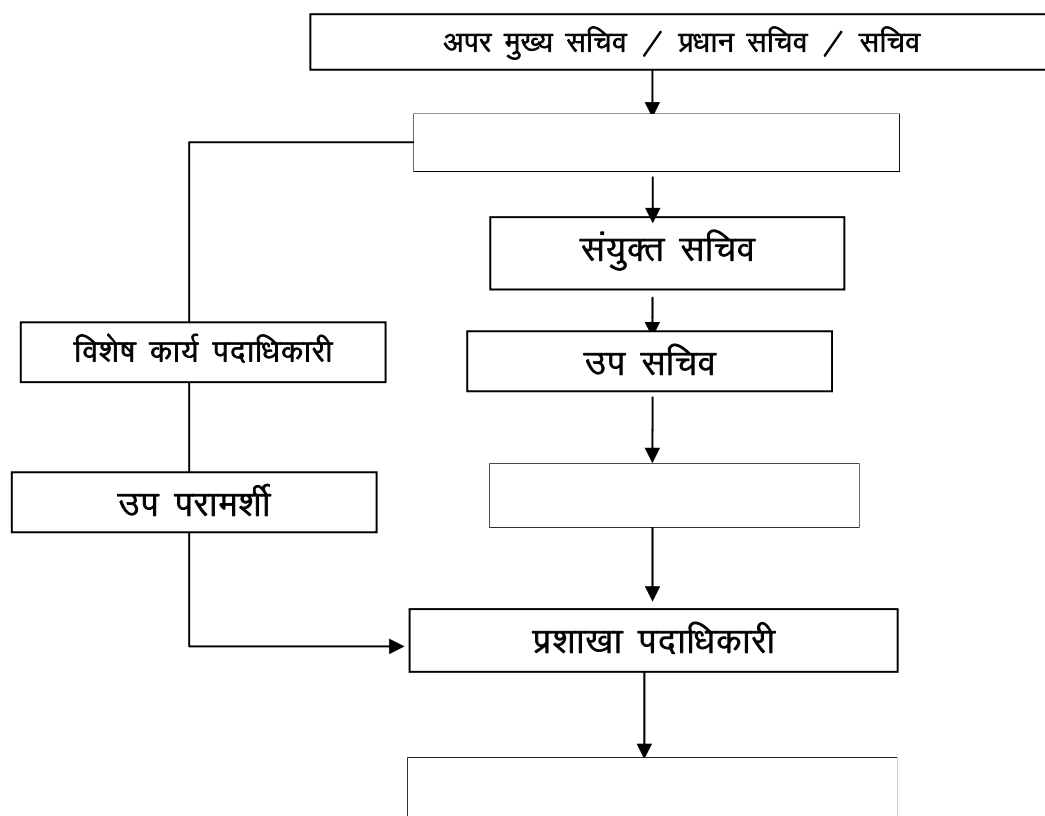 अपर मुख्य सचिव / प्रधान सचिव / सचिव
संयुक्त सचिव
विशेष कार्य पदाधिकारी
उप सचिव
उप परामर्शी
प्रशाखा पदाधिकारी